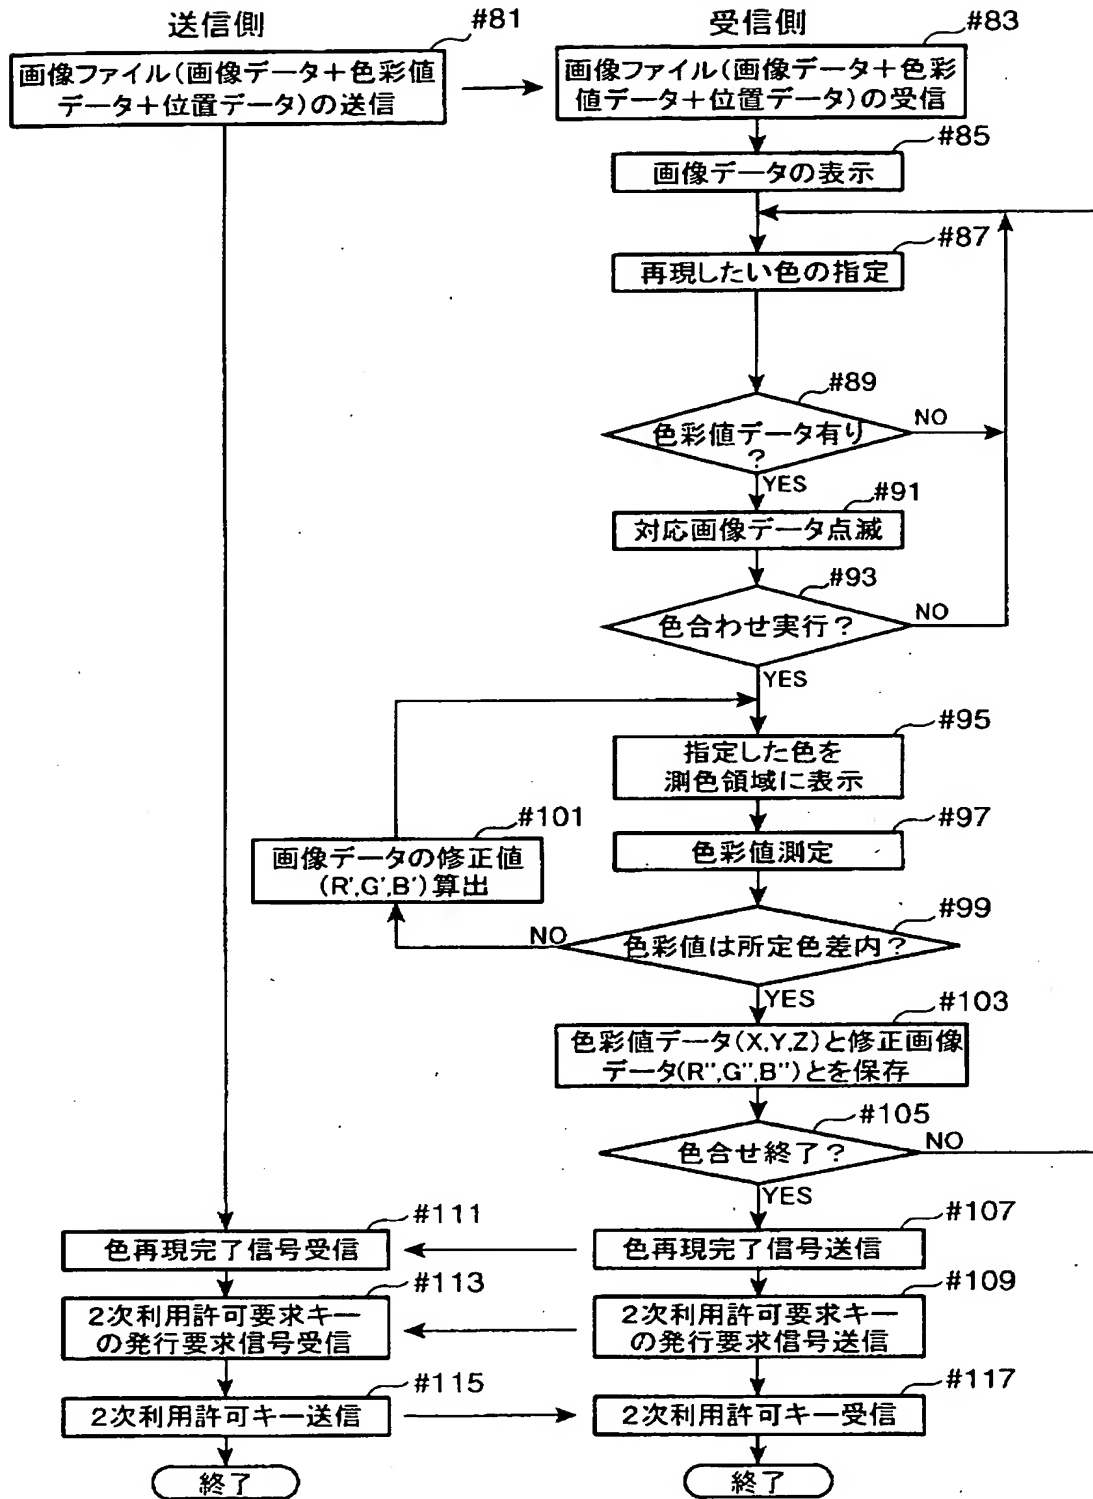 送信側
#81
画像ファイル(画像データ+色彩値
データ+位置データ)の送信
受信側
#83
画像ファイル(画像データ+色彩
値データ+位置データ)の受信
#85
画像データの表示
#87
再現したい色の指定
#89
色彩値データ有り
?
NO
YES
#91
対応画像データ点滅
#93
色合わせ実行?
NO
YES
#95
指定した色を
測色領域に表示
#97
色彩値測定
#101
画像データの修正値
(R',G',B')算出
#99
色彩値は所定色差内?
NO
YES
#103
色彩値データ(X,Y,Z)と修正画像
データ(R'',G'',B'')とを保存
#105
色合せ終了?
NO
YES
#111
色再現完了信号受信
#107
色再現完了信号送信
#113
2次利用許可要求キー
の発行要求信号受信
#109
2次利用許可要求キー
の発行要求信号送信
#115
2次利用許可キー送信
#117
2次利用許可キー受信
終了
終了